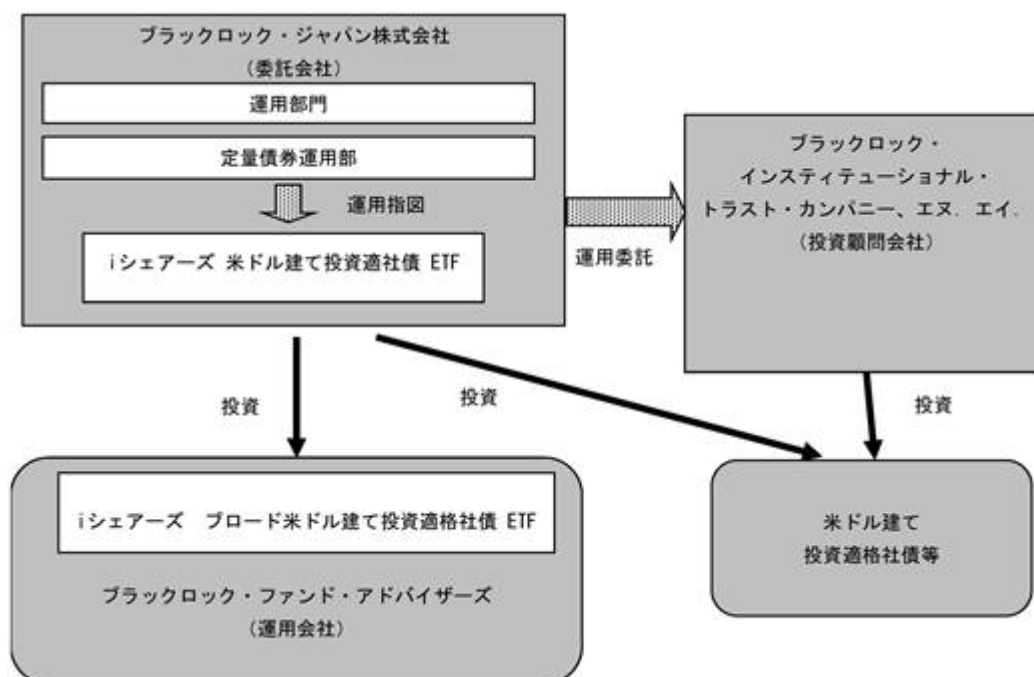 ブラックロック・ジャパン株式会社
（委託会社）
運用部門
定量債券運用部
運用指図
iシェアーズ 米ドル建て投資適社債 ETF
運用委託
ブラックロック・
インスティテューショナル・
トラスト・カンパニー、エヌ．エイ．
（投資顧問会社）
投資
投資
投資
iシェアーズ　ブロード米ドル建て投資適格社債 ETF
ブラックロック・ファンド・アドバイザーズ
（運用会社）
米ドル建て
投資適格社債等